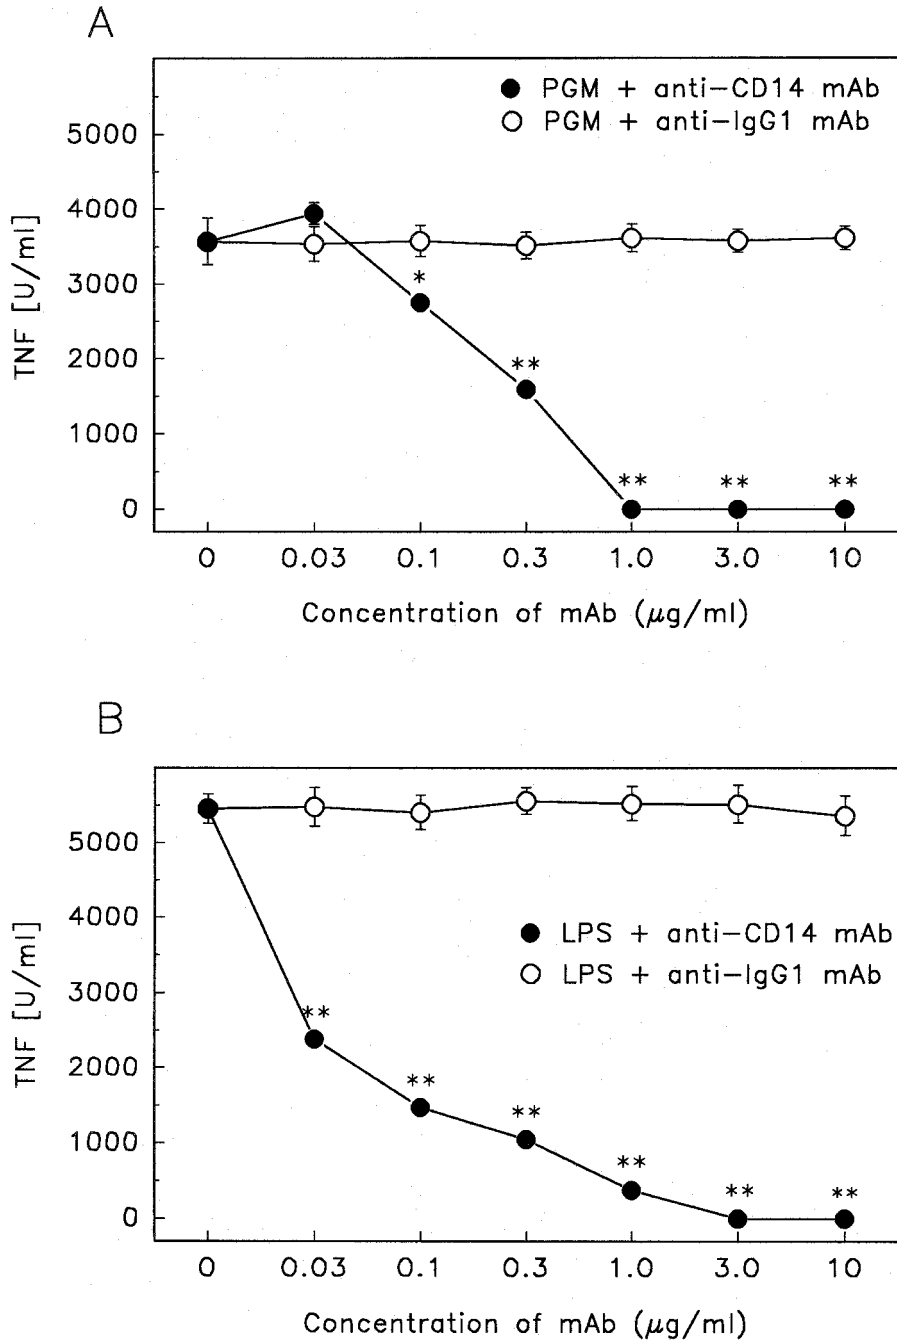 A
● PGM + anti-CD14 mAb
○ PGM + anti-IgG1 mAb
5000
4000
3000
2000
1000
0
TNF [U/ml]
*
**
** ** **
0 0.03 0.1 0.3 1.0 3.0 10
Concentration of mAb (μg/ml)
B
5000
4000
3000
2000
1000
0
TNF [U/ml]
● LPS + anti-CD14 mAb
○ LPS + anti-IgG1 mAb
**
**
**
**
** **
0 0.03 0.1 0.3 1.0 3.0 10
Concentration of mAb (μg/ml)